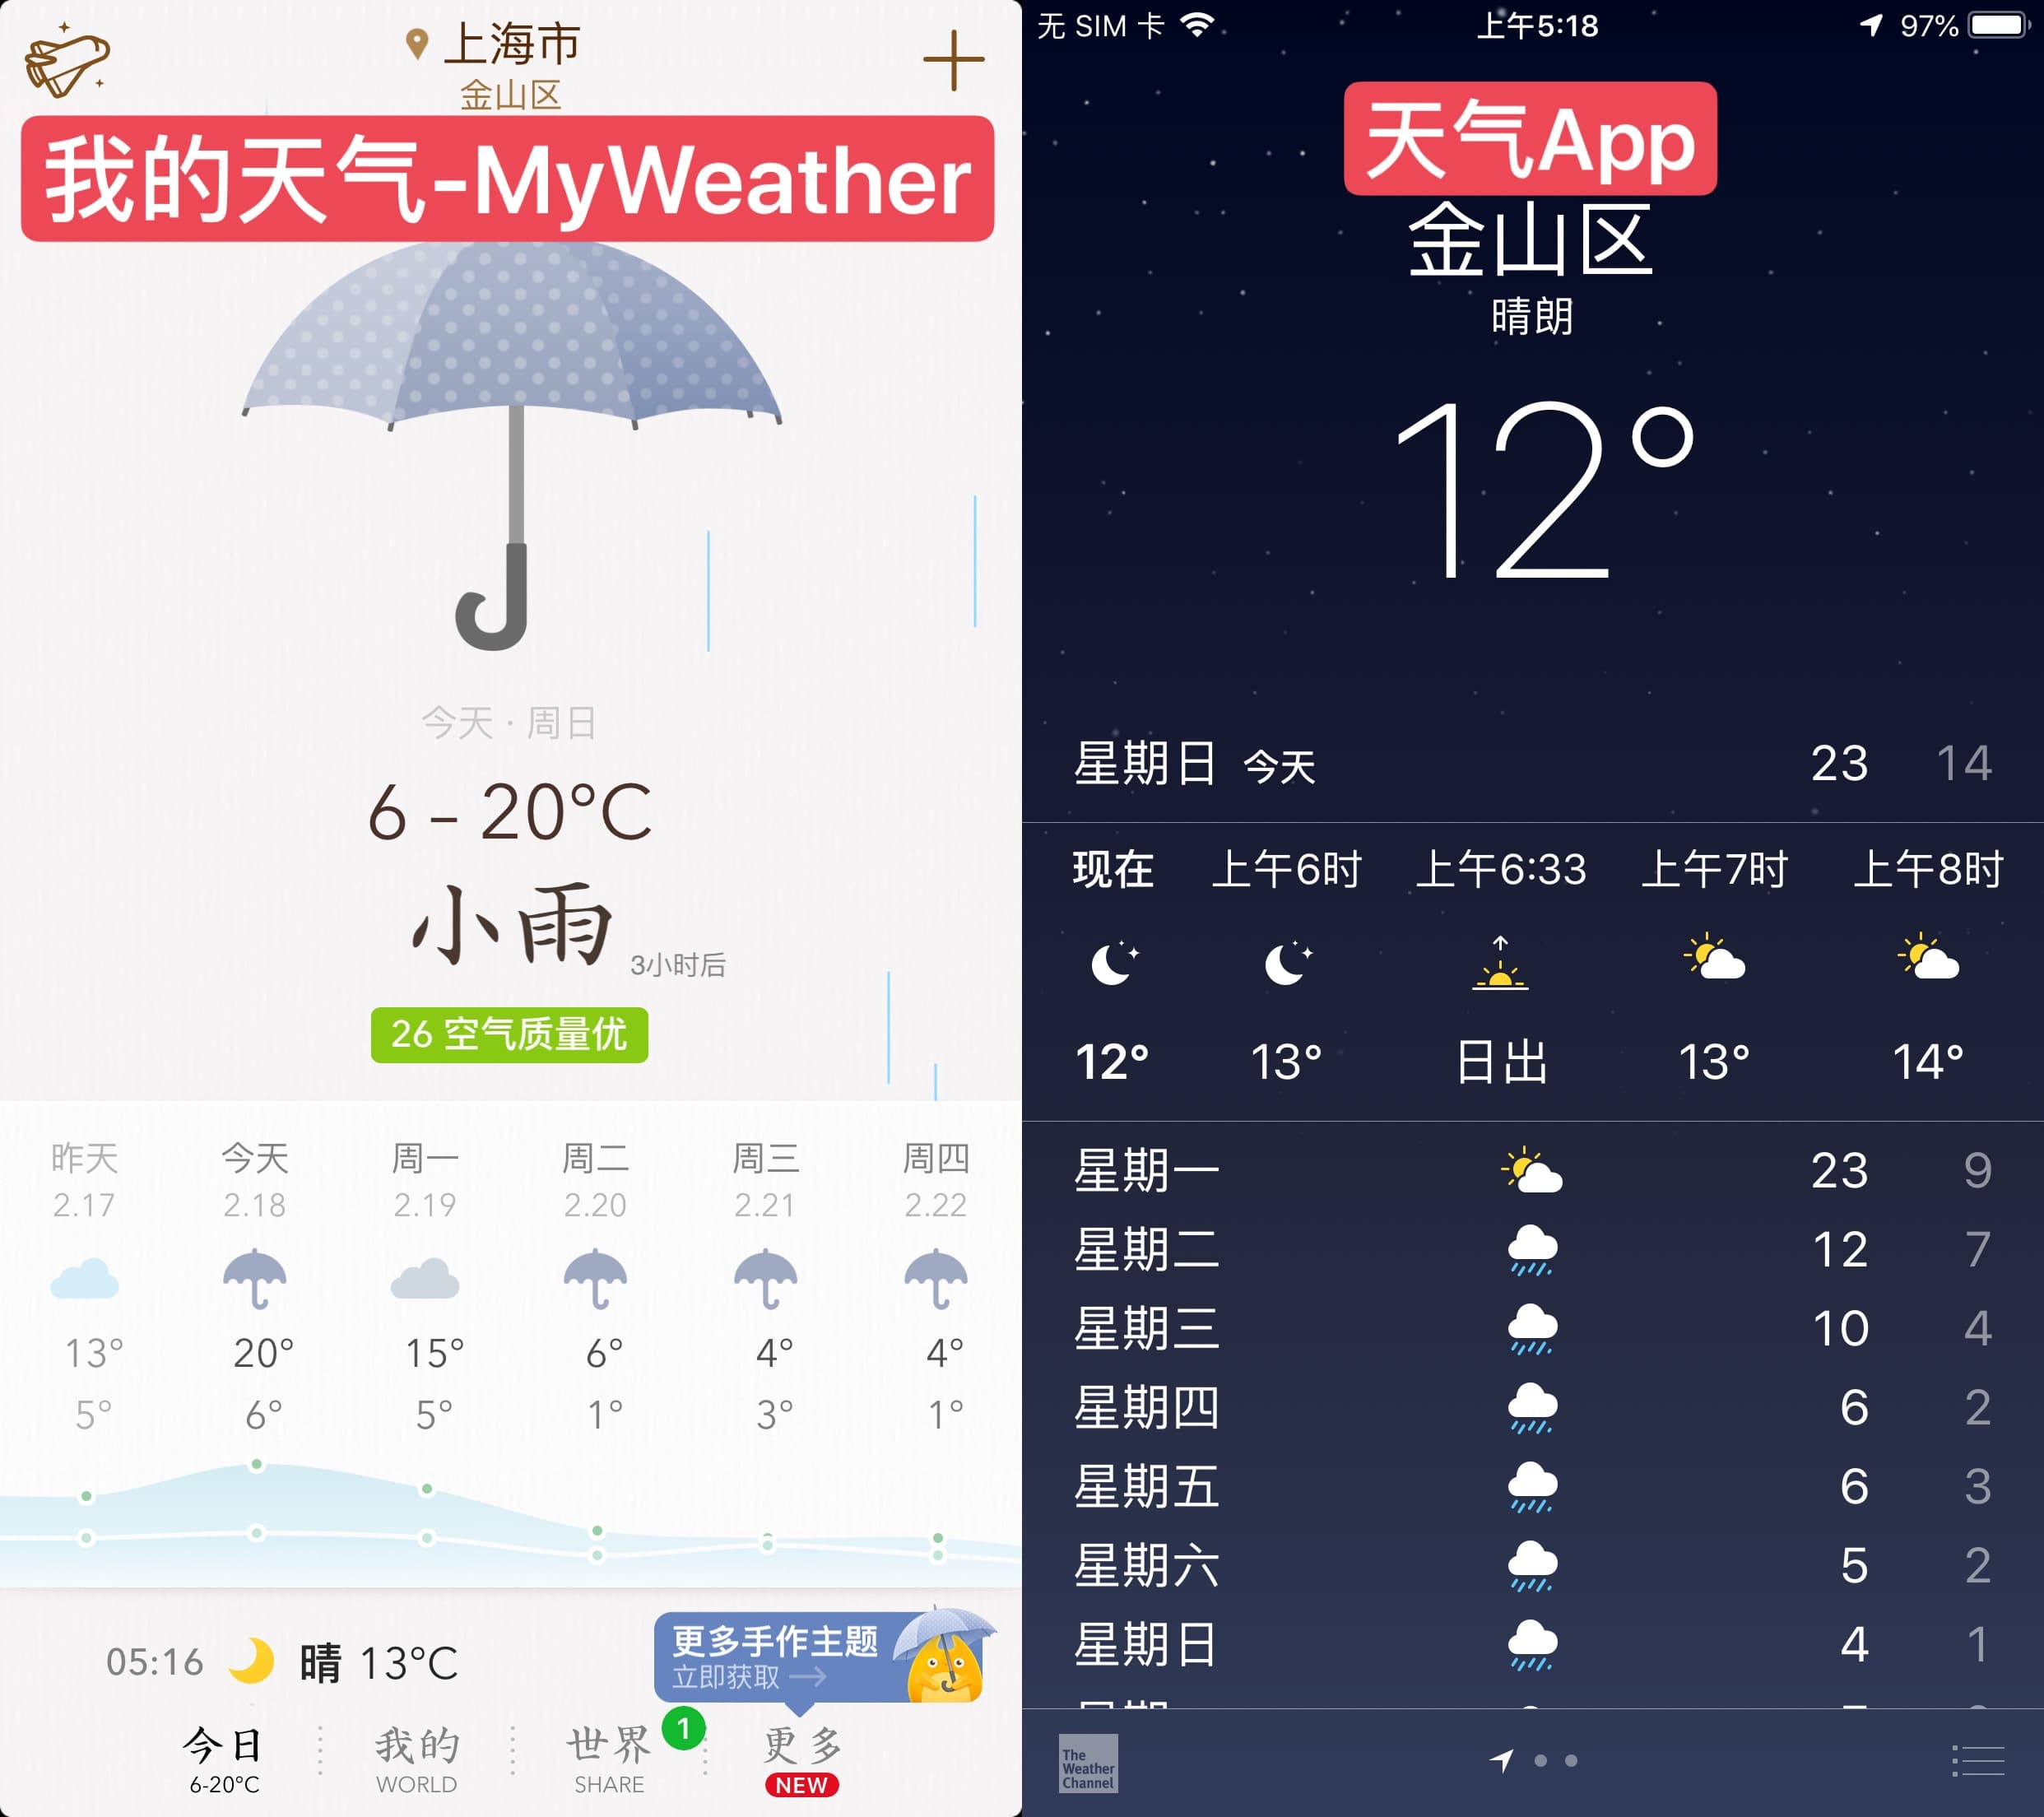 上海市
金山区
我的天气-MyWeather
今天 · 周日
6 – 20°C
小雨 3小时后
26 空气质量优
昨天 今天 周一 周二 周三 周四
2.17 2.18 2.19 2.20 2.21 2.22
13° 20° 15° 6° 4° 4°
5° 6° 5° 1° 3° 1°
05:16 晴 13°C
更多手作主题
立即获取
今日 我的 世界 1 更多
6-20°C WORLD SHARE NEW
无 SIM 卡 上午5:18 97%
天气App
金山区
晴朗
12°
星期日 今天 23 14
现在 上午6时 上午6:33 上午7时 上午8时
12° 13° 日出 13° 14°
星期一 23 9
星期二 12 7
星期三 10 4
星期四 6 2
星期五 6 3
星期六 5 2
星期日 4 1
The
Weather
Channel